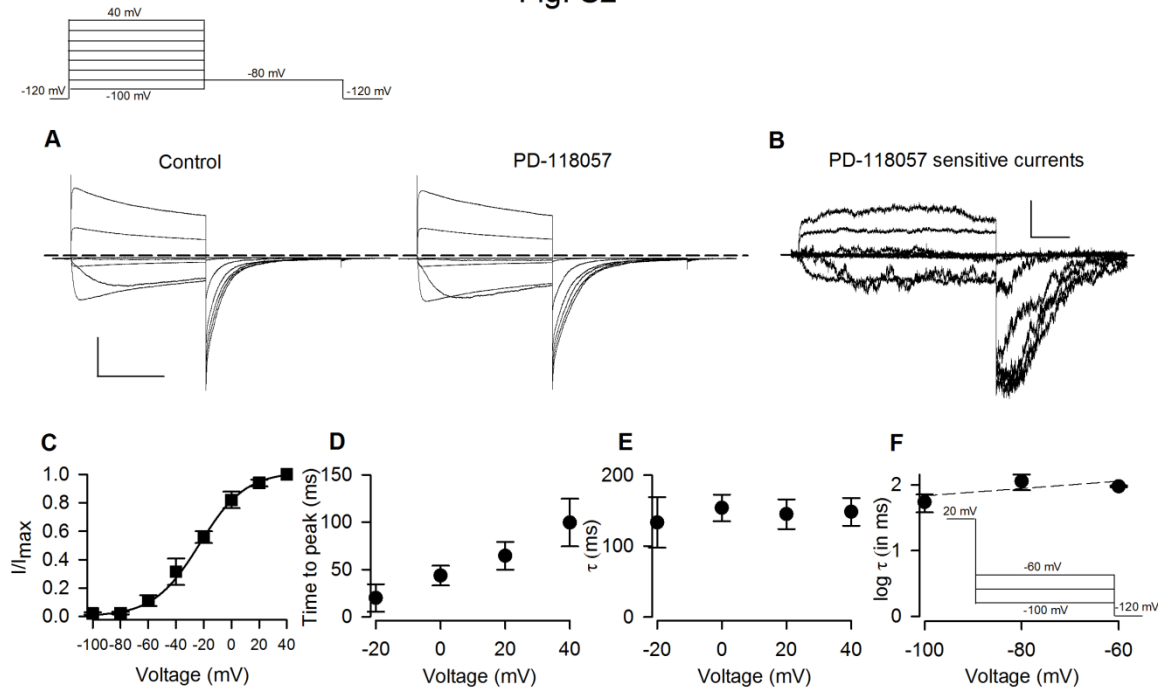 40 mV
-80 mV
-120 mV
-100 mV
-120 mV
A
Control
PD-118057
B
PD-118057 sensitive currents
C
I/Imax
1.0
0.8
0.6
0.4
0.2
0.0
-100 -80 -60 -40 -20 0 20 40
Voltage (mV)
D
Time to peak (ms)
150
100
50
0
-20 0 20 40
Voltage (mV)
E
τ (ms)
200
100
0
-20 0 20 40
Voltage (mV)
F
log τ (in ms)
2
1
0
20 mV
-60 mV
-100 mV
-120 mV
-100 -80 -60
Voltage (mV)